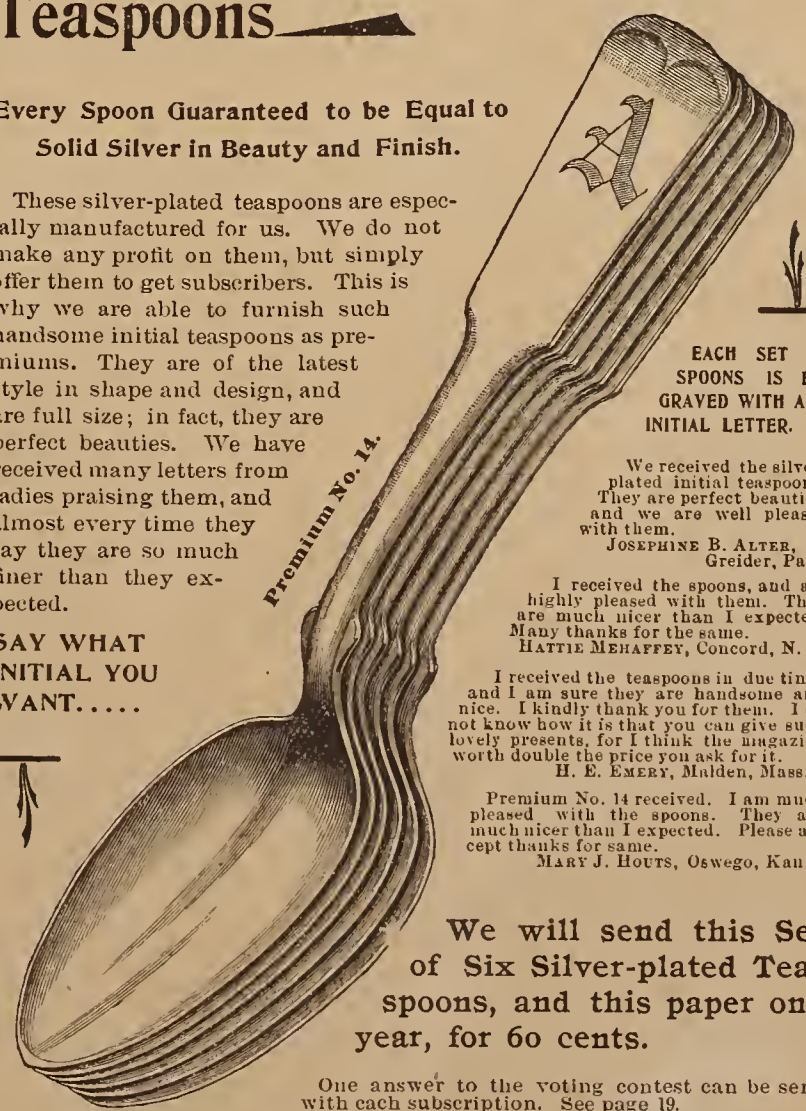 Teaspoons
Every Spoon Guaranteed to be Equal to
Solid Silver in Beauty and Finish.
These silver-plated teaspoons are espec-
ally manufactured for us. We do not
make any profit on them, but simply
offer them to get subscribers. This is
why we are able to furnish such
handsome initial teaspoons as pre-
miums. They are of the latest
tyle in shape and design, and
are full size; in fact, they are
perfect beauties. We have
received many letters from
adies praising them, and
almost every time they
ay they are so much
iner than they ex-
pected.
SAY WHAT
NITIAL YOU
WANT.....
Premium No. 14.
A
EACH SET
SPOONS IS E
GRAVED WITH A
INITIAL LETTER.
We received the silve
plated initial teaspoon
They are perfect beauti
and we are well pleas
with them.
JOSEPHINE B. ALTER,
Greider, Pa
I received the spoons, and a
highly pleased with them. Th
are much nicer than I expecte
Many thanks for the same.
HATTIE MEHAFFEY, Concord, N.
I received the teaspoons in due tim
and I am sure they are handsome an
nice. I kindly thank you for them. I
not know how it is that you can give su
lovely presents, for I think the magazi
worth double the price you ask for it.
H. E. EMERY, Malden, Mass.
Premium No. 14 received. I am muc
pleased with the spoons. They a
much nicer than I expected. Please a
cept thanks for same.
MARY J. HOUTS, Oswego, Kan
We will send this Se
of Six Silver-plated Tea
spoons, and this paper on
year, for 60 cents.
One answer to the voting contest can be sen
with each subscription. See page 19.